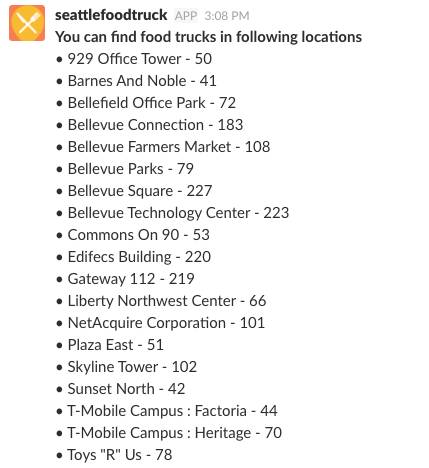 seattlefoodtruck APP 3:08 PM
You can find food trucks in following locations
• 929 Office Tower - 50
• Barnes And Noble - 41
• Bellefield Office Park - 72
• Bellevue Connection - 183
• Bellevue Farmers Market - 108
• Bellevue Parks - 79
• Bellevue Square - 227
• Bellevue Technology Center - 223
• Commons On 90 - 53
• Edifecs Building - 220
• Gateway 112 - 219
• Liberty Northwest Center - 66
• NetAcquire Corporation - 101
• Plaza East - 51
• Skyline Tower - 102
• Sunset North - 42
• T-Mobile Campus : Factoria - 44
• T-Mobile Campus : Heritage - 70
• Toys "R" Us - 78